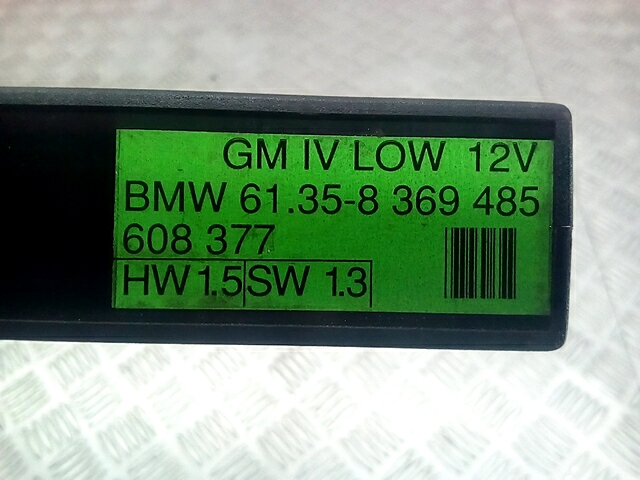 GM IV LOW 12V
BMW 61.35-8 369 485
608 377
HW 1.5 SW 1.3